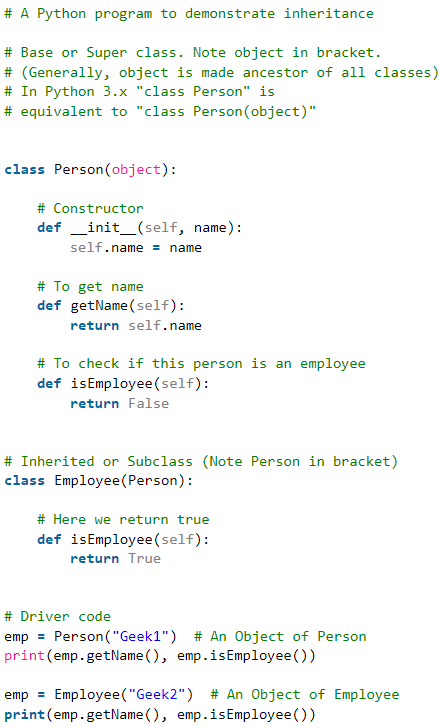 # A Python program to demonstrate inheritance
# Base or Super class. Note object in bracket.
# (Generally, object is made ancestor of all classes)
# In Python 3.x "class Person" is
# equivalent to "class Person(object)"
class Person(object):
    # Constructor
    def __init__(self, name):
        self.name = name
    # To get name
    def getName(self):
        return self.name
    # To check if this person is an employee
    def isEmployee(self):
        return False
# Inherited or Subclass (Note Person in bracket)
class Employee(Person):
    # Here we return true
    def isEmployee(self):
        return True
# Driver code
emp = Person("Geek1")  # An Object of Person
print(emp.getName(), emp.isEmployee())
emp = Employee("Geek2")  # An Object of Employee
print(emp.getName(), emp.isEmployee())